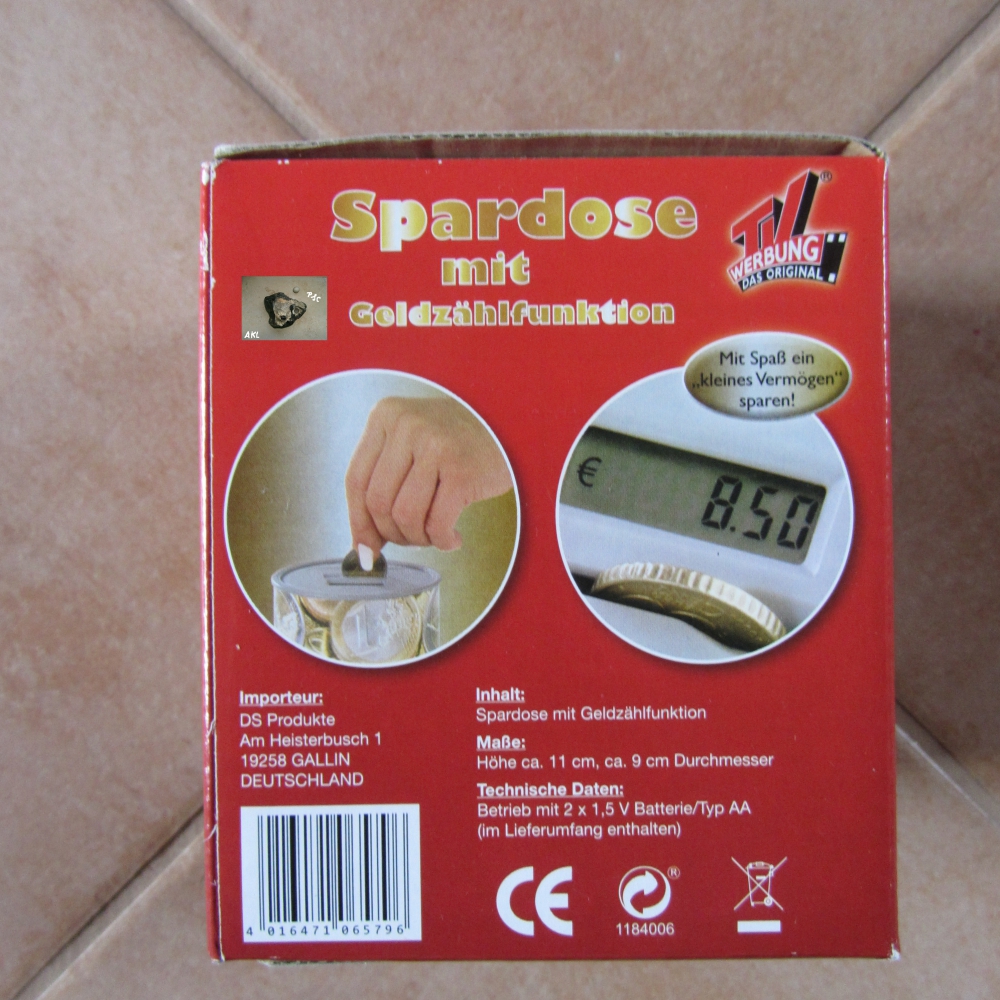 Spardose
mit
Geldzählfunktion
TV
WERBUNG
DAS ORIGINAL
®
PAC
AKL
Mit Spaß ein
„kleines Vermögen“
sparen!
€ 8.50
Importeur:
DS Produkte
Am Heisterbusch 1
19258 GALLIN
DEUTSCHLAND
Inhalt:
Spardose mit Geldzählfunktion
Maße:
Höhe ca. 11 cm, ca. 9 cm Durchmesser
Technische Daten:
Betrieb mit 2 x 1,5 V Batterie/Typ AA
(im Lieferumfang enthalten)
4 016471 065796
CE
®
1184006